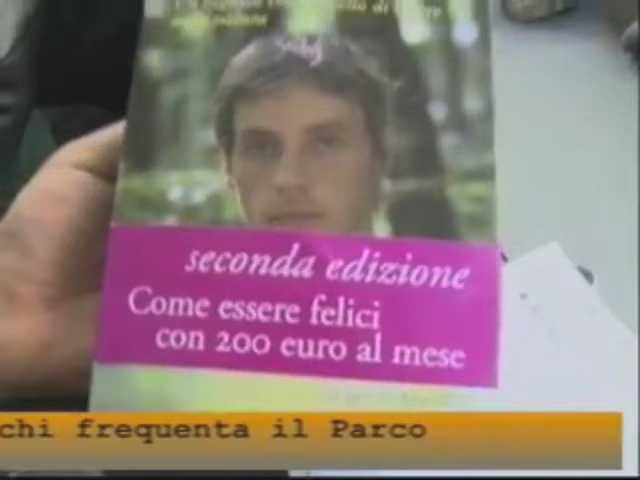 seconda edizione
Come essere felici
con 200 euro al mese
chi frequenta il Parco